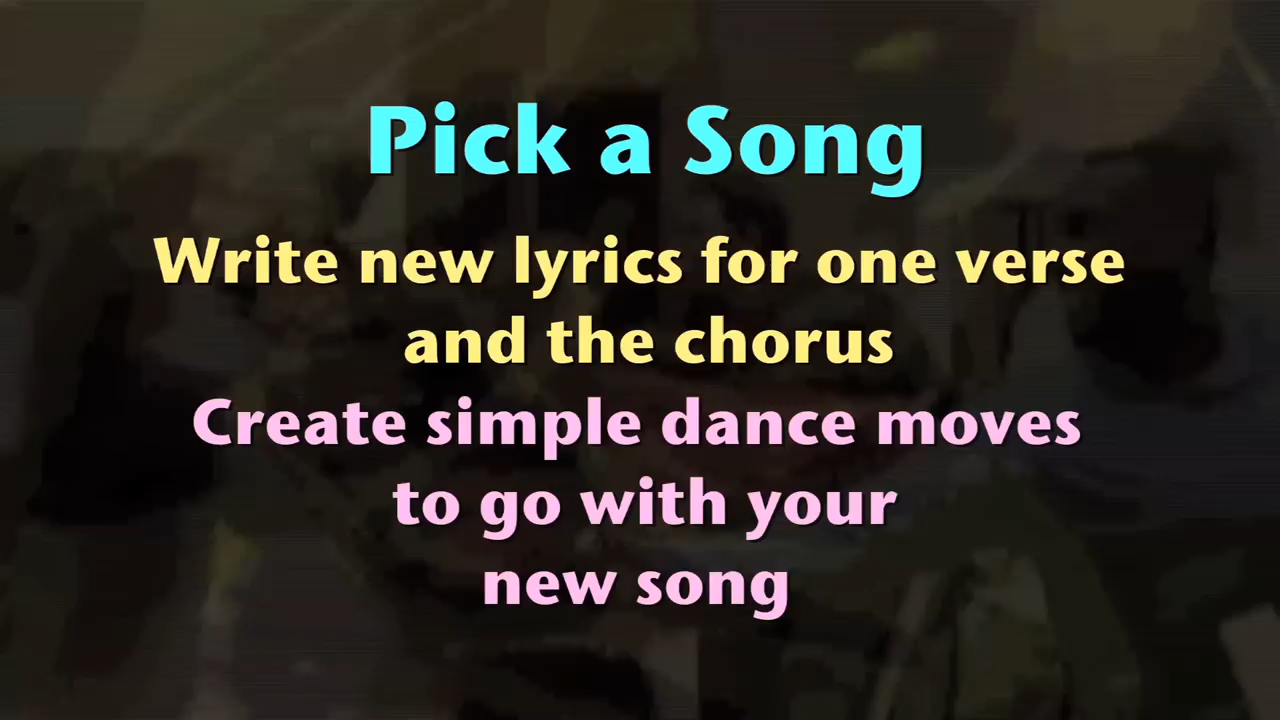 Pick a Song
Write new lyrics for one verse
and the chorus
Create simple dance moves
to go with your
new song